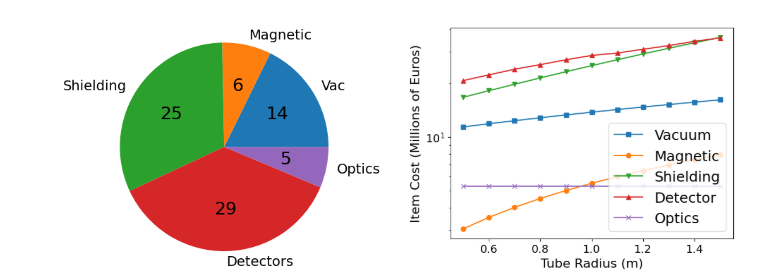 Magnetic
Shielding
Vac
6
25
14
5
Optics
29
Detectors
Item Cost (Millions of Euros)
10¹
Vacuum
Magnetic
Shielding
Detector
Optics
0.6 0.8 1.0 1.2 1.4
Tube Radius (m)